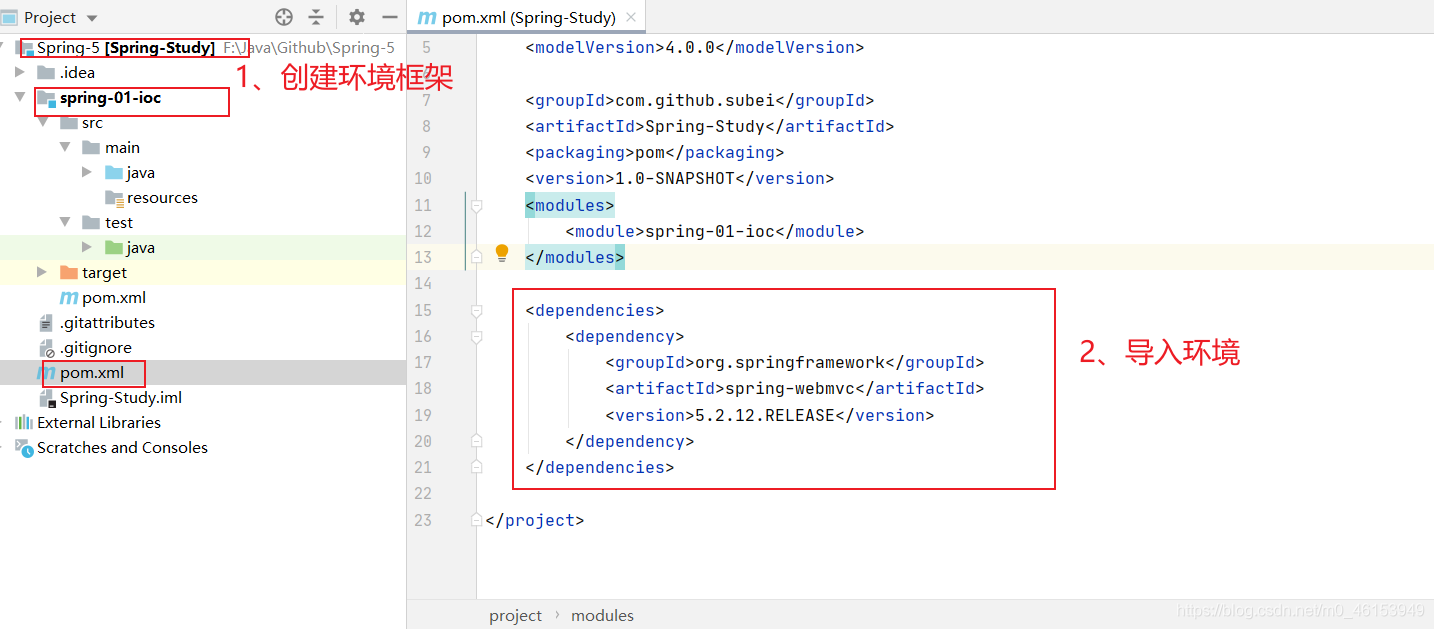 Project
pom.xml (Spring-Study)
Spring-5 [Spring-Study] F:\Java\Github\Spring-5
.idea
1、创建环境框架
spring-01-ioc
src
main
java
resources
test
java
target
pom.xml
.gitattributes
.gitignore
pom.xml
Spring-Study.iml
External Libraries
Scratches and Consoles
5 <modelVersion>4.0.0</modelVersion>
7 <groupId>com.github.subei</groupId>
8 <artifactId>Spring-Study</artifactId>
9 <packaging>pom</packaging>
10 <version>1.0-SNAPSHOT</version>
11 <modules>
12 <module>spring-01-ioc</module>
13 </modules>
14
15 <dependencies>
16 <dependency>
17 <groupId>org.springframework</groupId>
18 <artifactId>spring-webmvc</artifactId>
19 <version>5.2.12.RELEASE</version>
20 </dependency>
21 </dependencies>
22
23 </project>
2、导入环境
project › modules
https://blog.csdn.net/m0_46153949